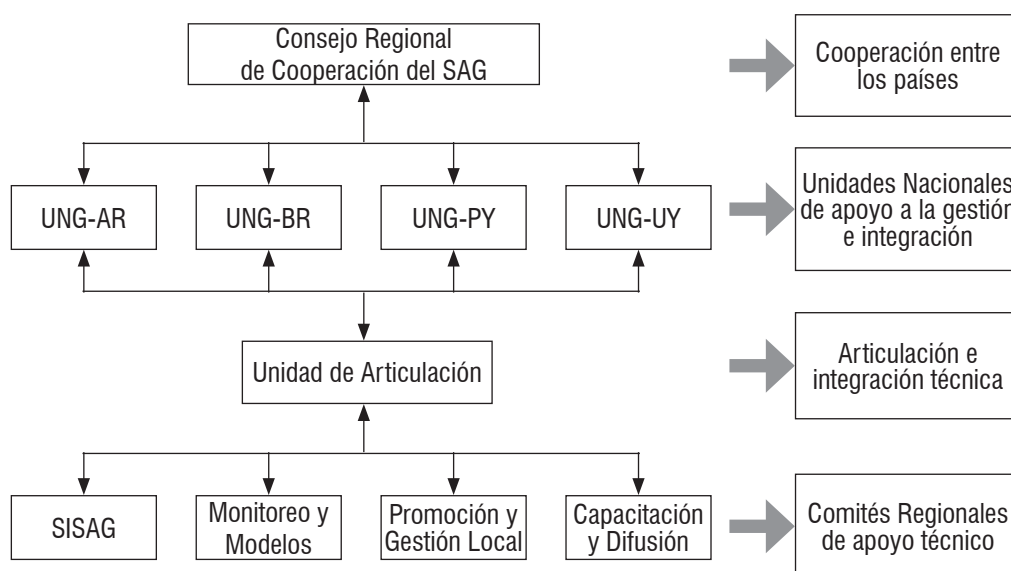 Consejo Regional
de Cooperación del SAG
Cooperación entre
los países
UNG-AR
UNG-BR
UNG-PY
UNG-UY
Unidades Nacionales
de apoyo a la gestión
e integración
Unidad de Articulación
Articulación e
integración técnica
SISAG
Monitoreo y
Modelos
Promoción y
Gestión Local
Capacitación
y Difusión
Comités Regionales
de apoyo técnico